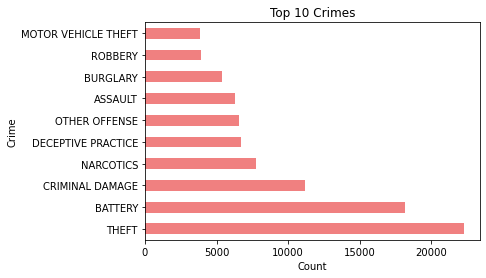 Top 10 Crimes
Crime
MOTOR VEHICLE THEFT
ROBBERY
BURGLARY
ASSAULT
OTHER OFFENSE
DECEPTIVE PRACTICE
NARCOTICS
CRIMINAL DAMAGE
BATTERY
THEFT
0 5000 10000 15000 20000
Count